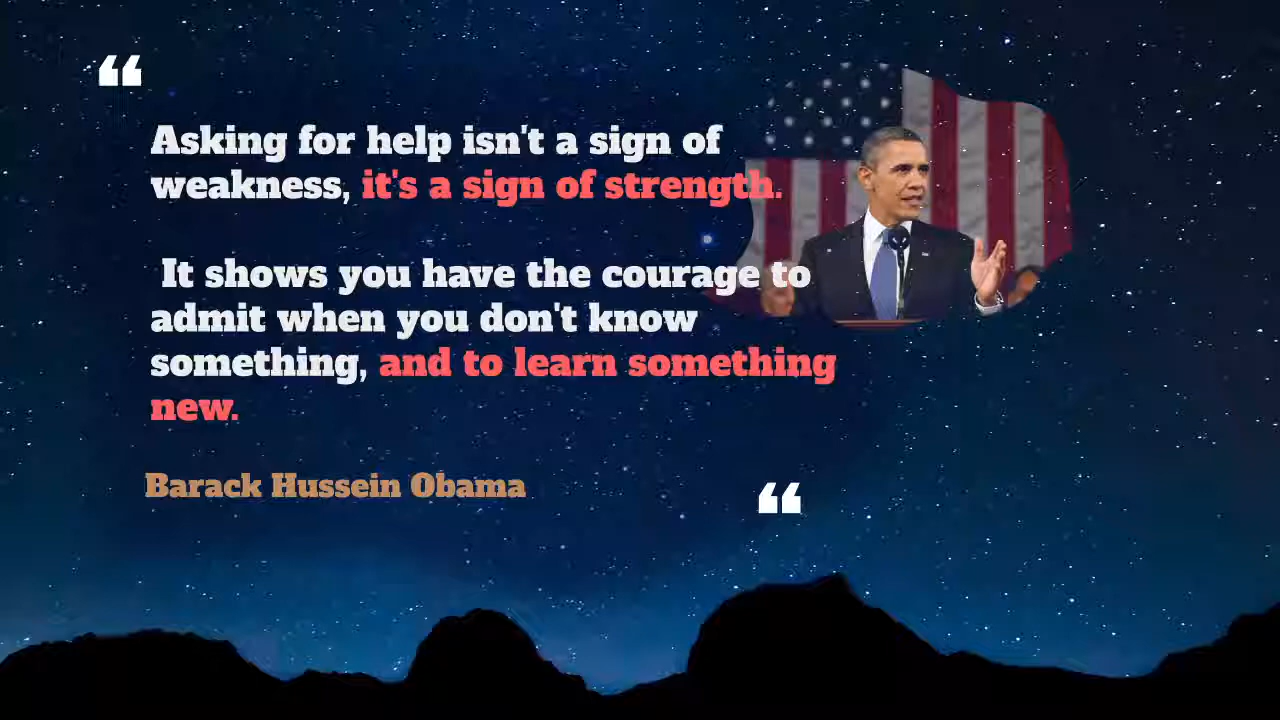 ❝
Asking for help isn't a sign of
weakness, it's a sign of strength.
It shows you have the courage to
admit when you don't know
something, and to learn something
new.
Barack Hussein Obama
❝